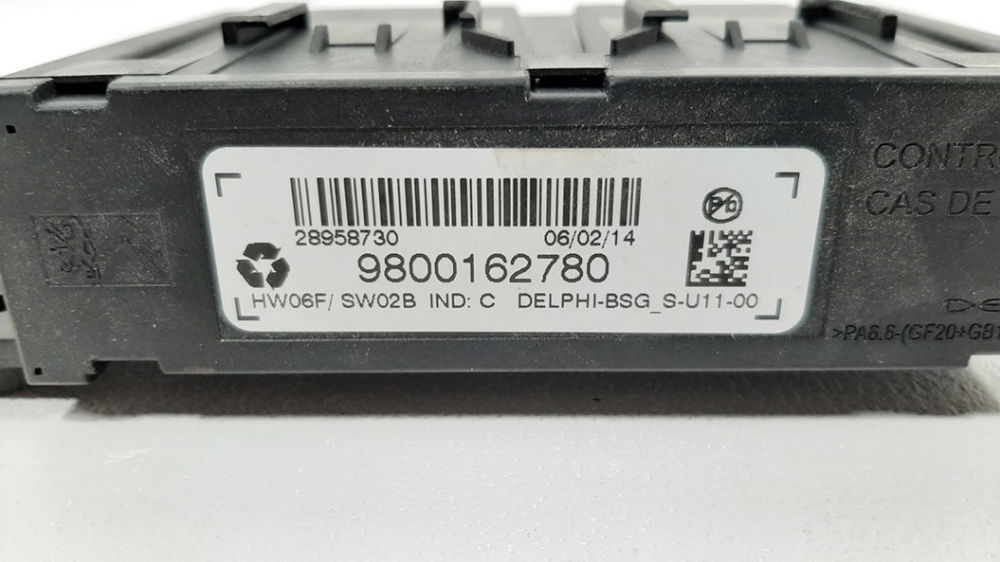 28958730 06/02/14
9800162780
HW06F/ SW02B IND: C DELPHI-BSG_S-U11-00
Pb
CONTR
CAS DE
>PA6.6-(GF20+GB